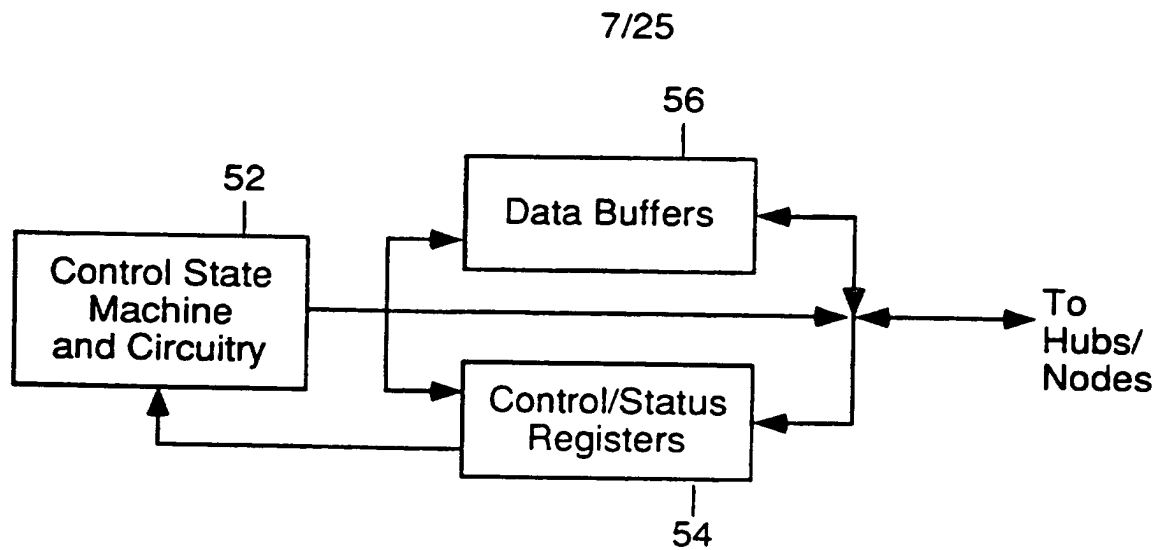 7/25
56
52
Data Buffers
Control State
Machine
and Circuitry
To
Hubs/
Nodes
Control/Status
Registers
54